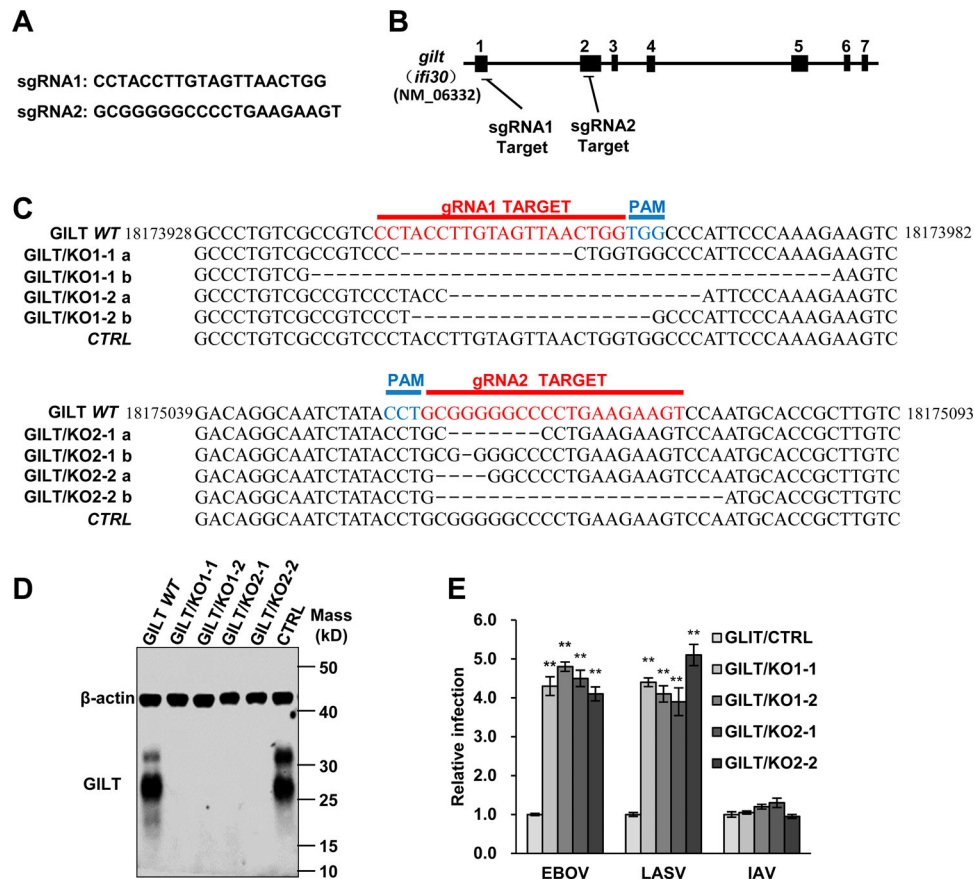 A
sgRNA1: CCTACCTTGTAGTTAACTGG
sgRNA2: GCGGGGGCCCCTGAAGAAGT
B
gilt
(ifi30)
(NM_06332)
1 2 3 4 5 6 7
sgRNA1
Target
sgRNA2
Target
C
gRNA1 TARGET PAM
GILT WT 18173928 GCCCTGTCGCCGTCCCTACCTTGTAGTTAACTGGTGGCCCATTCCCAAAGAAGTC 18173982
GILT/KO1-1 a GCCCTGTCGCCGTCCC–––––––––––––CTGGTGGCCCATTCCCAAAGAAGTC
GILT/KO1-1 b GCCCTGTCG––––––––––––––––––––––––––––––––––––––––AAGTC
GILT/KO1-2 a GCCCTGTCGCCGTCCCTACC–––––––––––––––––––ATTCCCAAAGAAGTC
GILT/KO1-2 b GCCCTGTCGCCGTCCCT––––––––––––––––––GCCCATTCCCAAAGAAGTC
CTRL GCCCTGTCGCCGTCCCTACCTTGTAGTTAACTGGTGGCCCATTCCCAAAGAAGTC
PAM gRNA2 TARGET
GILT WT 18175039 GACAGGCAATCTATACCTGCGGGGGCCCCTGAAGAAGTCCAATGCACCGCTTGTC 18175093
GILT/KO2-1 a GACAGGCAATCTATACCTGC–––––––CCTGAAGAAGTCCAATGCACCGCTTGTC
GILT/KO2-1 b GACAGGCAATCTATACCTGCG–GGGCCCCTGAAGAAGTCCAATGCACCGCTTGTC
GILT/KO2-2 a GACAGGCAATCTATACCTG––––GGCCCCTGAAGAAGTCCAATGCACCGCTTGTC
GILT/KO2-2 b GACAGGCAATCTATACCTG––––––––––––––––––––––ATGCACCGCTTGTC
CTRL GACAGGCAATCTATACCTGCGGGGGCCCCTGAAGAAGTCCAATGCACCGCTTGTC
D
GILT WT
GILT/KO1-1
GILT/KO1-2
GILT/KO2-1
GILT/KO2-2
CTRL
Mass
(kD)
50
β-actin
40
30
GILT
25
15
10
E
Relative infection
6.0
5.0
4.0
3.0
2.0
1.0
0.0
** ** ** **
** ** ** **
EBOV LASV IAV
GLIT/CTRL
GILT/KO1-1
GILT/KO1-2
GILT/KO2-1
GILT/KO2-2